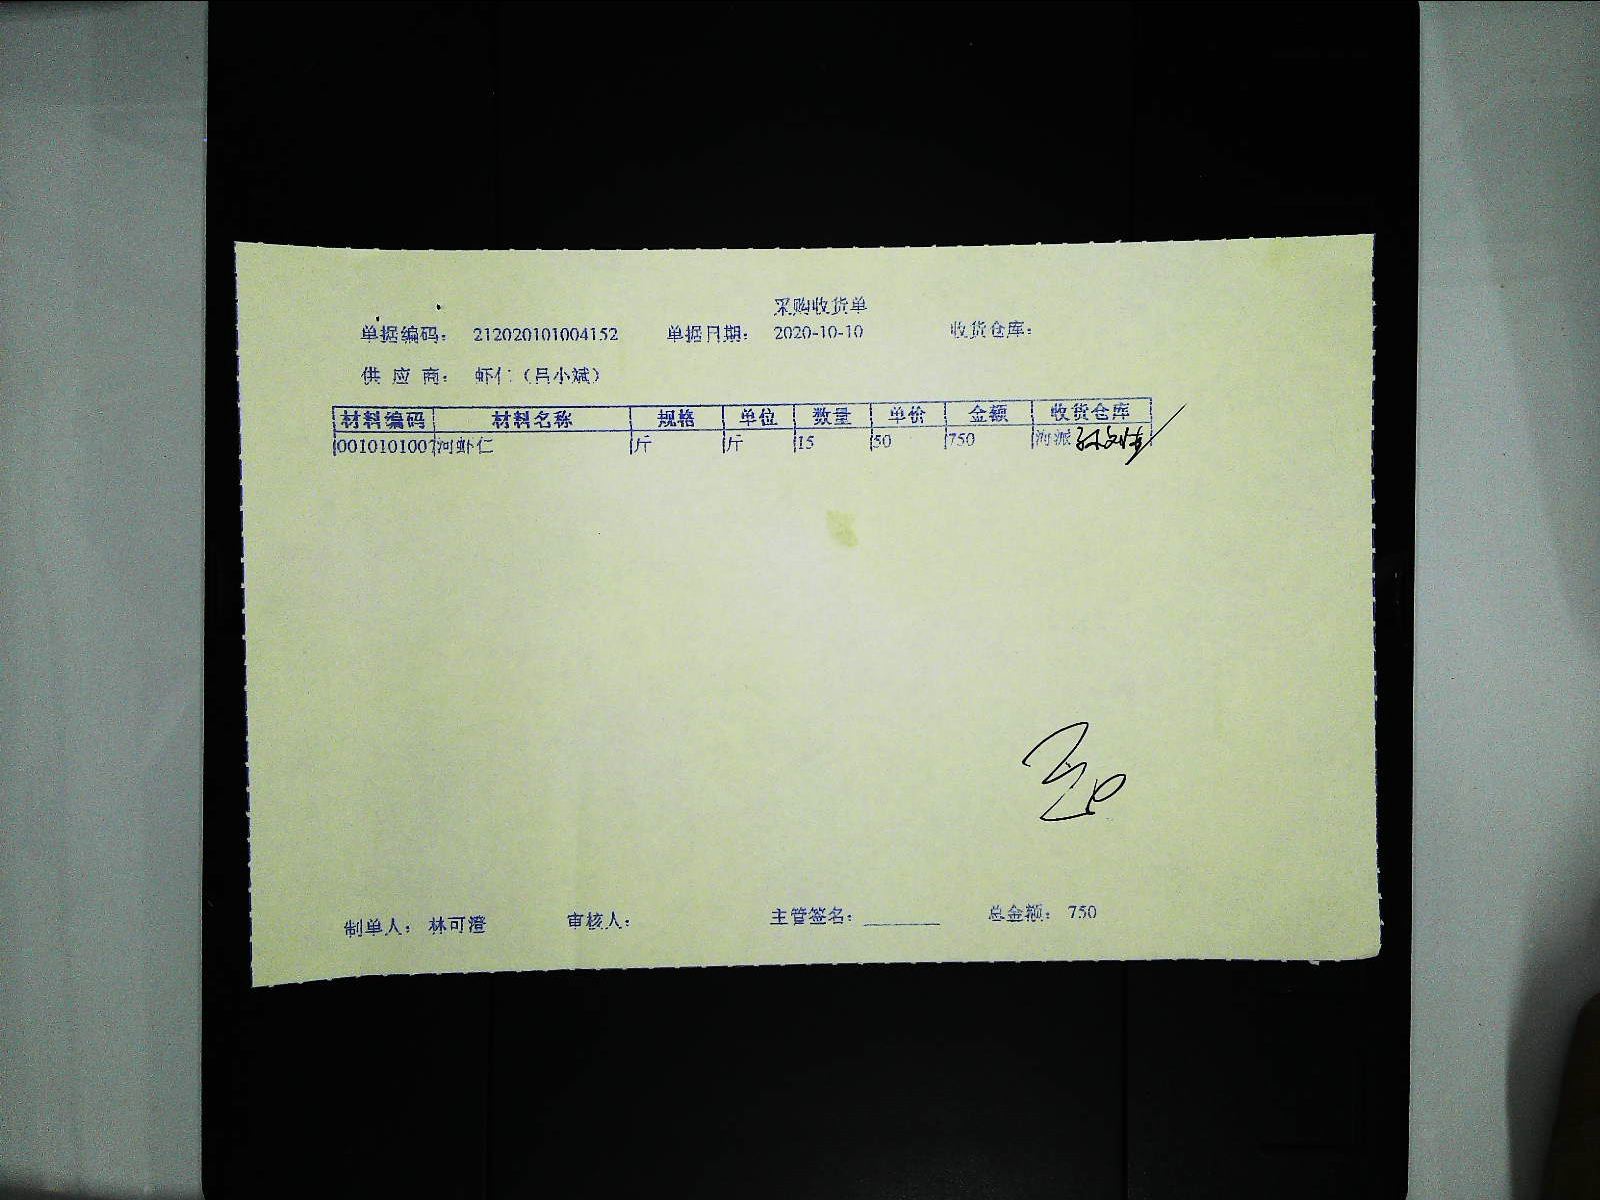 采购收货单
单据编码: 212020101004152 单据日期: 2020-10-10 收货仓库:
供 应 商: 虾仁（吕小斌）
材料编码 材料名称 规格 单位 数量 单价 金额 收货仓库
0010101007 河虾仁 斤 斤 15 50 750 海派
制单人: 林可澄 审核人: 主管签名: ________ 总金额: 750